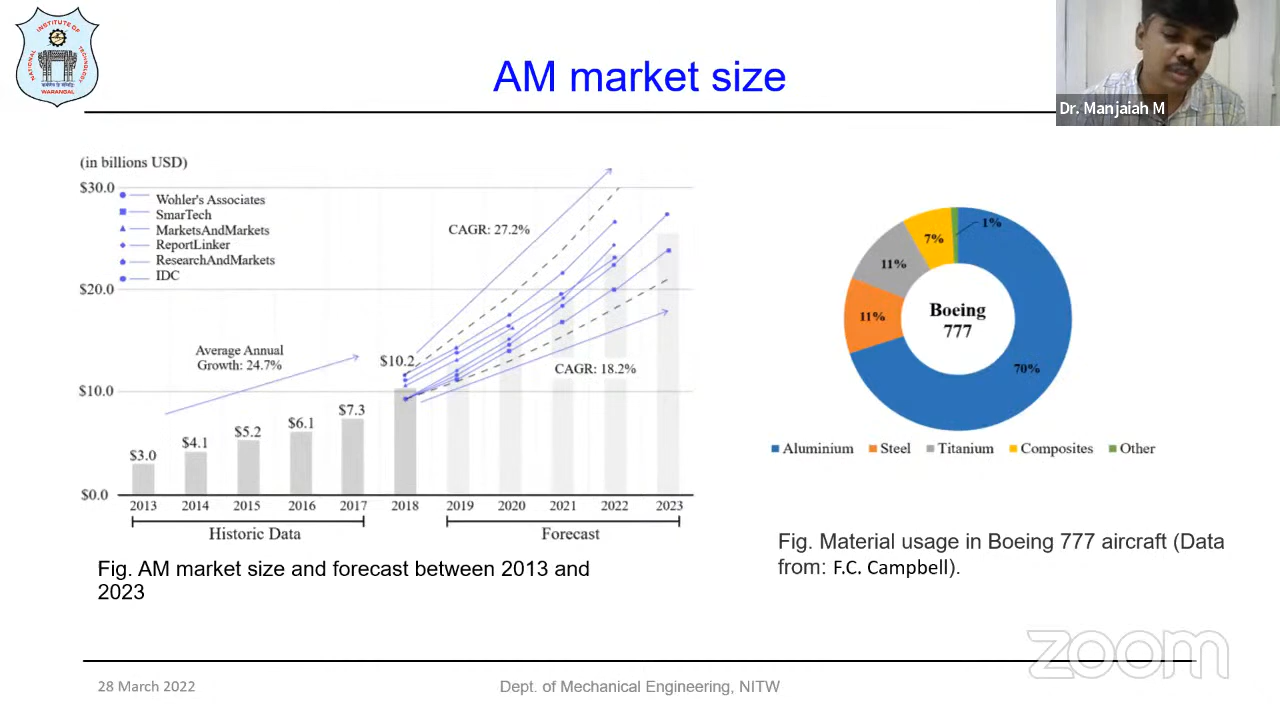 INSTITUTE OF
NATIONAL
TECHNOLOGY
WARANGAL
AM market size
Dr. Manjaiah M
(in billions USD)
$30.0
$20.0
$10.0
$0.0
Wohler's Associates
SmarTech
MarketsAndMarkets
ReportLinker
ResearchAndMarkets
IDC
CAGR: 27.2%
Average Annual
Growth: 24.7%
CAGR: 18.2%
$3.0
$4.1
$5.2
$6.1
$7.3
$10.2
2013 2014 2015 2016 2017 2018 2019 2020 2021 2022 2023
Historic Data
Forecast
Fig. AM market size and forecast between 2013 and
2023
1%
7%
11%
11%
70%
Boeing
777
Aluminium Steel Titanium Composites Other
Fig. Material usage in Boeing 777 aircraft (Data
from: F.C. Campbell).
zoom
28 March 2022
Dept. of Mechanical Engineering, NITW